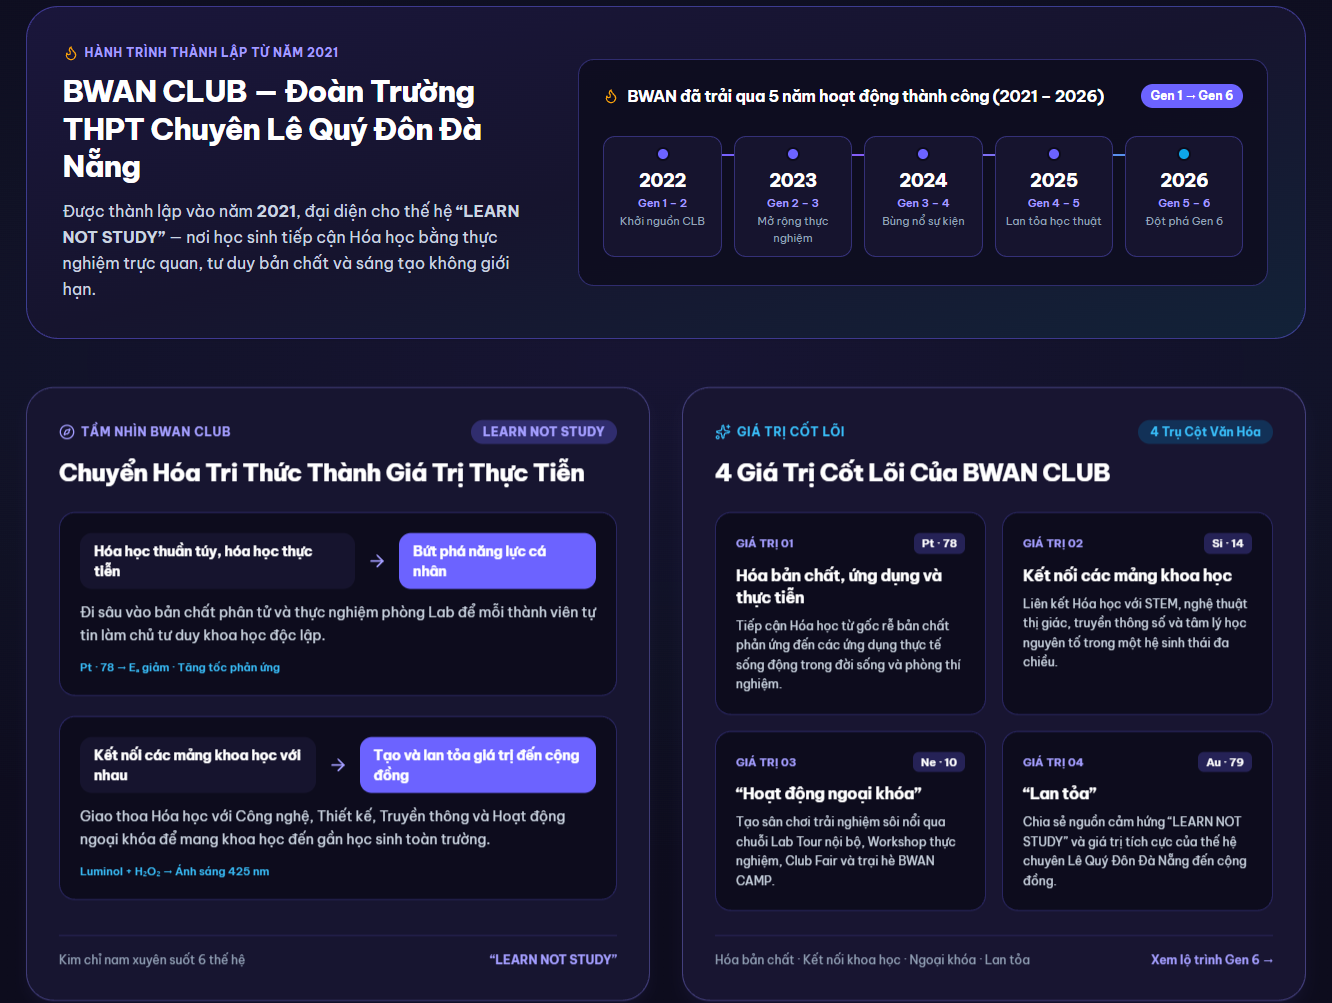 HÀNH TRÌNH THÀNH LẬP TỪ NĂM 2021
BWAN CLUB — Đoàn Trường
THPT Chuyên Lê Quý Đôn Đà
Nẵng
Được thành lập vào năm 2021, đại diện cho thế hệ “LEARN
NOT STUDY” — nơi học sinh tiếp cận Hóa học bằng thực
nghiệm trực quan, tư duy bản chất và sáng tạo không giới
hạn.
BWAN đã trải qua 5 năm hoạt động thành công (2021 – 2026)
Gen 1 → Gen 6
2022
Gen 1 – 2
Khởi nguồn CLB
2023
Gen 2 – 3
Mở rộng thực
nghiệm
2024
Gen 3 – 4
Bùng nổ sự kiện
2025
Gen 4 – 5
Lan tỏa học thuật
2026
Gen 5 – 6
Đột phá Gen 6
TẦM NHÌN BWAN CLUB
LEARN NOT STUDY
Chuyển Hóa Tri Thức Thành Giá Trị Thực Tiễn
Hóa học thuần túy, hóa học thực
tiễn
Bứt phá năng lực cá
nhân
Đi sâu vào bản chất phân tử và thực nghiệm phòng Lab để mỗi thành viên tự
tin làm chủ tư duy khoa học độc lập.
Pt · 78 → Eₐ giảm · Tăng tốc phản ứng
Kết nối các mảng khoa học với
nhau
Tạo và lan tỏa giá trị đến cộng
đồng
Giao thoa Hóa học với Công nghệ, Thiết kế, Truyền thông và Hoạt động
ngoại khóa để mang khoa học đến gần học sinh toàn trường.
Luminol + H₂O₂ → Ánh sáng 425 nm
Kim chỉ nam xuyên suốt 6 thế hệ
“LEARN NOT STUDY”
GIÁ TRỊ CỐT LÕI
4 Trụ Cột Văn Hóa
4 Giá Trị Cốt Lõi Của BWAN CLUB
GIÁ TRỊ 01
Pt · 78
Hóa bản chất, ứng dụng và
thực tiễn
Tiếp cận Hóa học từ gốc rễ bản chất
phản ứng đến các ứng dụng thực tế
sống động trong đời sống và phòng thí
nghiệm.
GIÁ TRỊ 02
Si · 14
Kết nối các mảng khoa học
Liên kết Hóa học với STEM, nghệ thuật
thị giác, truyền thông số và tâm lý học
nguyên tố trong một hệ sinh thái đa
chiều.
GIÁ TRỊ 03
Ne · 10
“Hoạt động ngoại khóa”
Tạo sân chơi trải nghiệm sôi nổi qua
chuỗi Lab Tour nội bộ, Workshop thực
nghiệm, Club Fair và trại hè BWAN
CAMP.
GIÁ TRỊ 04
Au · 79
“Lan tỏa”
Chia sẻ nguồn cảm hứng “LEARN NOT
STUDY” và giá trị tích cực của thế hệ
chuyên Lê Quý Đôn Đà Nẵng đến cộng
đồng.
Hóa bản chất · Kết nối khoa học · Ngoại khóa · Lan tỏa
Xem lộ trình Gen 6 →